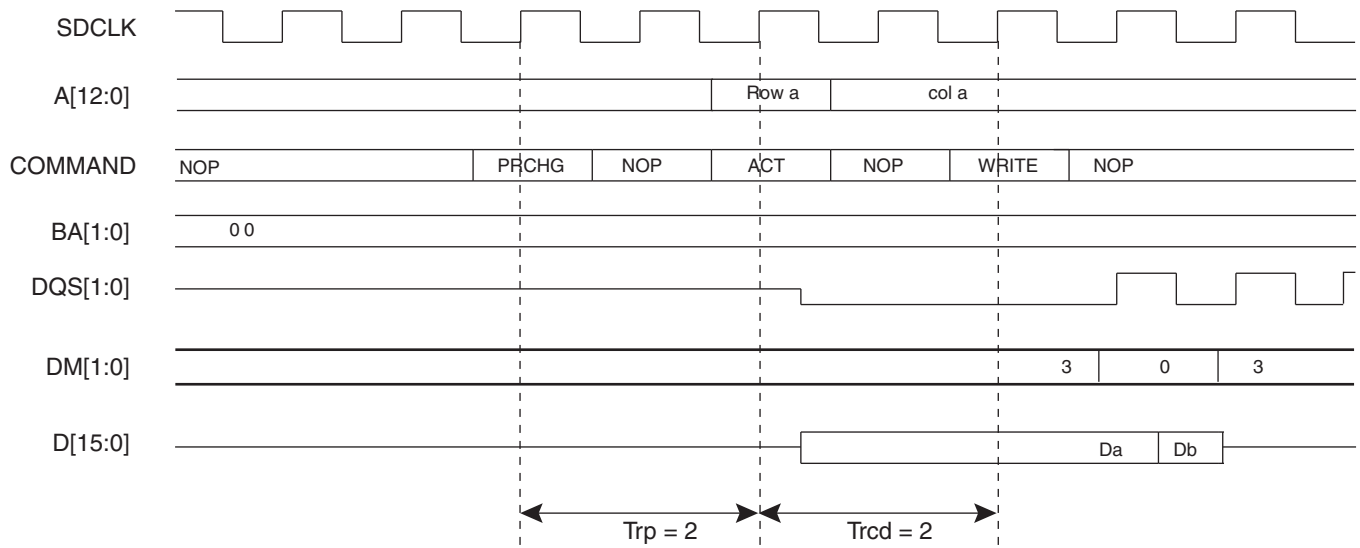 SDCLK
A[12:0] Row a col a
COMMAND NOP PRCHG NOP ACT NOP WRITE NOP
BA[1:0] 0 0
DQS[1:0]
DM[1:0] 3 0 3
D[15:0] Da Db
Trp = 2 Trcd = 2